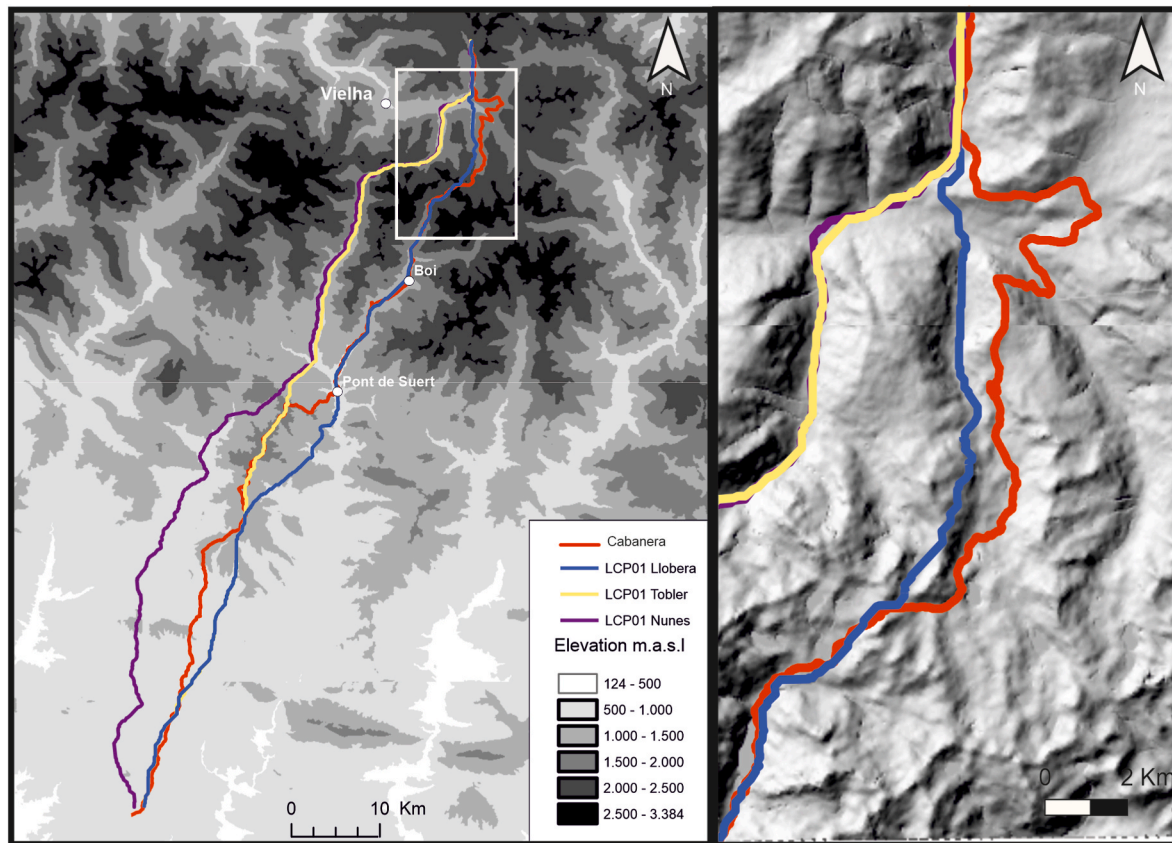 N
Vielha
Boi
Pont de Suert
Cabanera
LCP01 Llobera
LCP01 Tobler
LCP01 Nunes
Elevation m.a.s.l
124 - 500
500 - 1.000
1.000 - 1.500
1.500 - 2.000
2.000 - 2.500
2.500 - 3.384
0 10 Km
N
0 2 Km